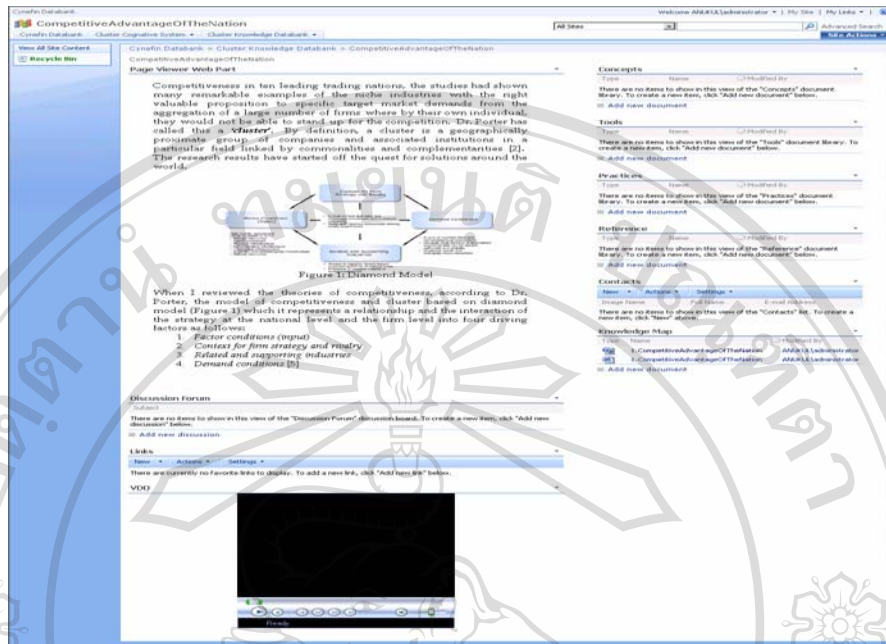 Cynefin Databank
Welcome ANUKUL\administrator ▾ | My Site | My Links ▾ |
CompetitiveAdvantageOfTheNation
All Sites
Advanced Search
Cynefin Databank
Cluster Cognitive System ▾
Cluster Knowledge Databank ▾
Site Actions ▾
View All Site Content
Recycle Bin
Cynefin Databank > Cluster Knowledge Databank > CompetitiveAdvantageOfTheNation
CompetitiveAdvantageOfTheNation
Page Viewer Web Part
Competitiveness in ten leading trading nations, the studies had shown
many remarkable examples of the niche industries with the right
valuable proposition to specific target market demands from the
aggregation of a large number of firms where by their own individual,
they would not be able to stand up for the competition. Dr.Porter has
called this a 'cluster'. By definition, a cluster is a geographically
proximate group of companies and associated institutions in a
particular field linked by commonalities and complementarities [2].
The research results have started off the quest for solutions around the
world.
Figure 1: Diamond Model
When I reviewed the theories of competitiveness, according to Dr.
Porter, the model of competitiveness and cluster based on diamond
model (Figure 1) which it represents a relationship and the interaction of
the strategy at the national level and the firm level into four driving
factors as follows:
1. Factor conditions (input)
2. Context for firm strategy and rivalry
3. Related and supporting industries
4. Demand conditions [5]
Discussion Forum
Subject
There are no items to show in this view of the "Discussion Forum" discussion board. To create a new item, click "Add new
discussion" below.
Add new discussion
Links
New ▾ Actions ▾ Settings ▾
There are currently no favorite links to display. To add a new link, click "Add new link" below.
VDO
Ready
Concepts
Type Name Modified By
There are no items to show in this view of the "Concepts" document
library. To create a new item, click "Add new document" below.
Add new document
Tools
Type Name Modified By
There are no items to show in this view of the "Tools" document library. To
create a new item, click "Add new document" below.
Add new document
Practices
Type Name Modified By
There are no items to show in this view of the "Practices" document
library. To create a new item, click "Add new document" below.
Add new document
Reference
Type Name Modified By
There are no items to show in this view of the "Reference" document
library. To create a new item, click "Add new document" below.
Add new document
Contacts
New ▾ Actions ▾ Settings ▾
Image Name Full Name E-mail Address
There are no items to show in this view of the "Contacts" list. To create a
new item, click "New" above.
Knowledge Map
Type Name Modified By
1.CompetitiveAdvantageOfTheNation ANUKUL\administrator
1.CompetitiveAdvantageOfTheNation ANUKUL\administrator
Add new document